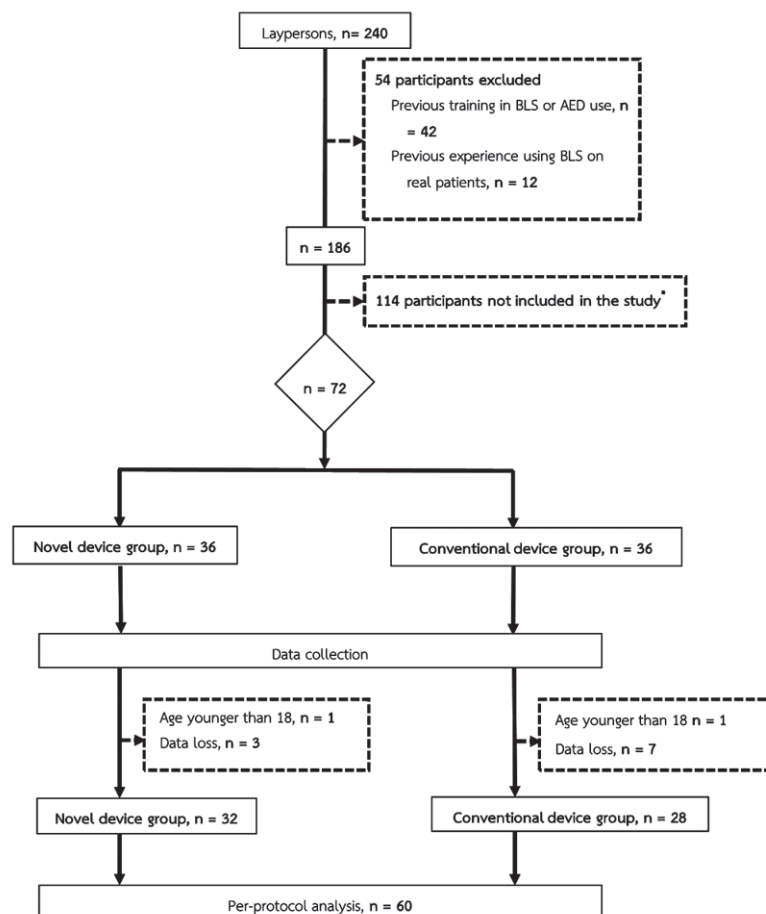 Laypersons, n= 240
54 participants excluded
Previous training in BLS or AED use, n
= 42
Previous experience using BLS on
real patients, n = 12
n = 186
114 participants not included in the study*
n = 72
Novel device group, n = 36
Conventional device group, n = 36
Data collection
Age younger than 18, n = 1
Data loss, n = 3
Age younger than 18 n = 1
Data loss, n = 7
Novel device group, n = 32
Conventional device group, n = 28
Per-protocol analysis, n = 60